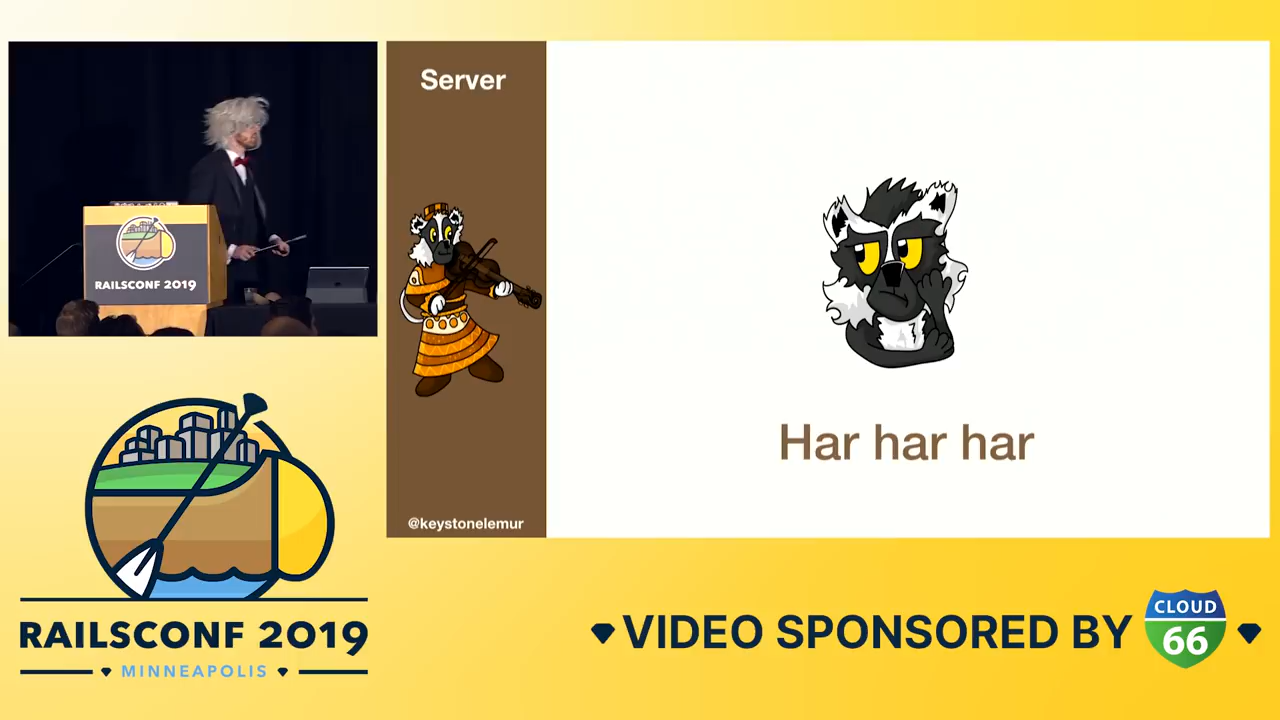 RAILSCONF 2019
Server
@keystonelemur
Har har har
RAILSCONF 2019
MINNEAPOLIS
VIDEO SPONSORED BY
CLOUD
66